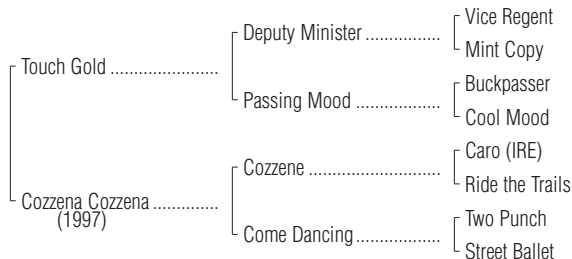 Touch Gold ........................
Cozzena Cozzena ..............
(1997)
Deputy Minister ................
Passing Mood ..................
Cozzene ............................
Come Dancing ..................
Vice Regent
Mint Copy
Buckpasser
Cool Mood
Caro (IRE)
Ride the Trails
Two Punch
Street Ballet